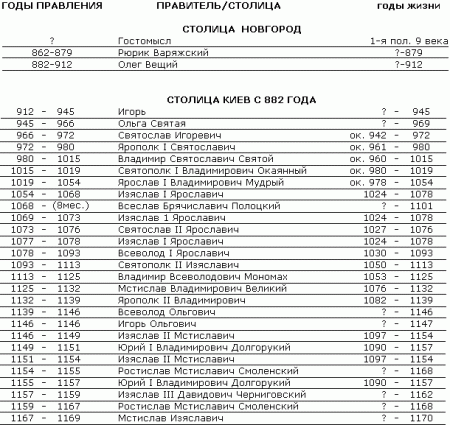 ГОДЫ ПРАВЛЕНИЯ ПРАВИТЕЛЬ/СТОЛИЦА годы жизни
СТОЛИЦА НОВГОРОД
? Гостомысл 1-я пол. 9 века
862-879 Рюрик Варяжский ?-879
882-912 Олег Вещий ?-912
СТОЛИЦА КИЕВ С 882 ГОДА
912 - 945 Игорь ? - 945
945 - 966 Ольга Святая ? - 969
966 - 972 Святослав Игоревич ок. 942 - 972
972 - 980 Ярополк I Святославич ок. 961 - 980
980 - 1015 Владимир Святославич Святой ок. 960 - 1015
1015 - 1019 Святополк I Владимирович Окаянный ок. 980 - 1019
1019 - 1054 Ярослав I Владимирович Мудрый ок. 978 - 1054
1054 - 1068 Изяслав I Ярославич 1024 - 1078
1068 - (8мес.) Всеслав Брячиславич Полоцкий ? - 1101
1069 - 1073 Изяслав 1 Ярославич 1024 - 1078
1073 - 1076 Святослав II Ярославич 1027 - 1076
1077 - 1078 Изяслав I Ярославич 1024 - 1078
1078 - 1093 Всеволод I Ярославич 1030 - 1093
1093 - 1113 Святополк II Изяславич 1050 - 1113
1113 - 1125 Владимир Всеволодович Мономах 1053 - 1125
1125 - 1132 Мстислав Владимирович Великий 1076 - 1132
1132 - 1139 Ярополк II Владимирович 1082 - 1139
1139 - 1146 Всеволод Ольгович ? - 1146
1146 - 1146 Игорь Ольгович ? - 1147
1146 - 1149 Изяслав II Мстиславич 1097 - 1154
1149 - 1151 Юрий I Владимирович Долгорукий 1090 - 1157
1151 - 1154 Изяслав II Мстиславич 1097 - 1154
1154 - 1155 Ростислав Мстиславич Смоленский ? - 1168
1155 - 1157 Юрий I Владимирович Долгорукий 1090 - 1157
1157 - 1159 Изяслав III Давидович Черниговский ? - 1162
1159 - 1167 Ростислав Мстиславич Смоленский ? - 1168
1167 - 1169 Мстислав Изяславич ? - 1170